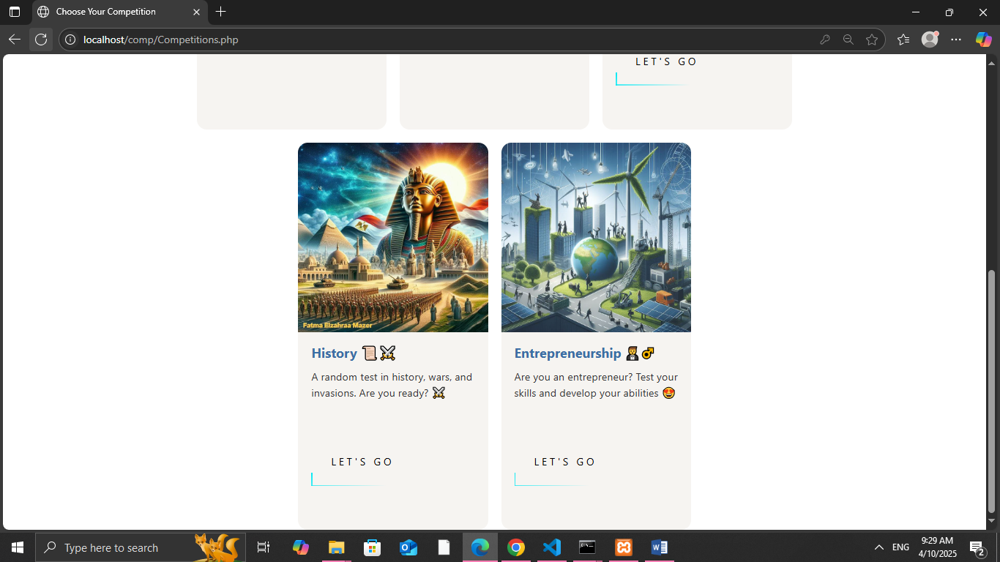 Choose Your Competition
localhost/comp/Competitions.php
LET'S GO
Fatma Elzahraa Mazer
History 📜⚔️
A random test in history, wars, and
invasions. Are you ready? ⚔️
LET'S GO
Entrepreneurship 🤵♂
Are you an entrepreneur? Test your
skills and develop your abilities 🤩
LET'S GO
Type here to search
ENG
9:29 AM
4/10/2025
2